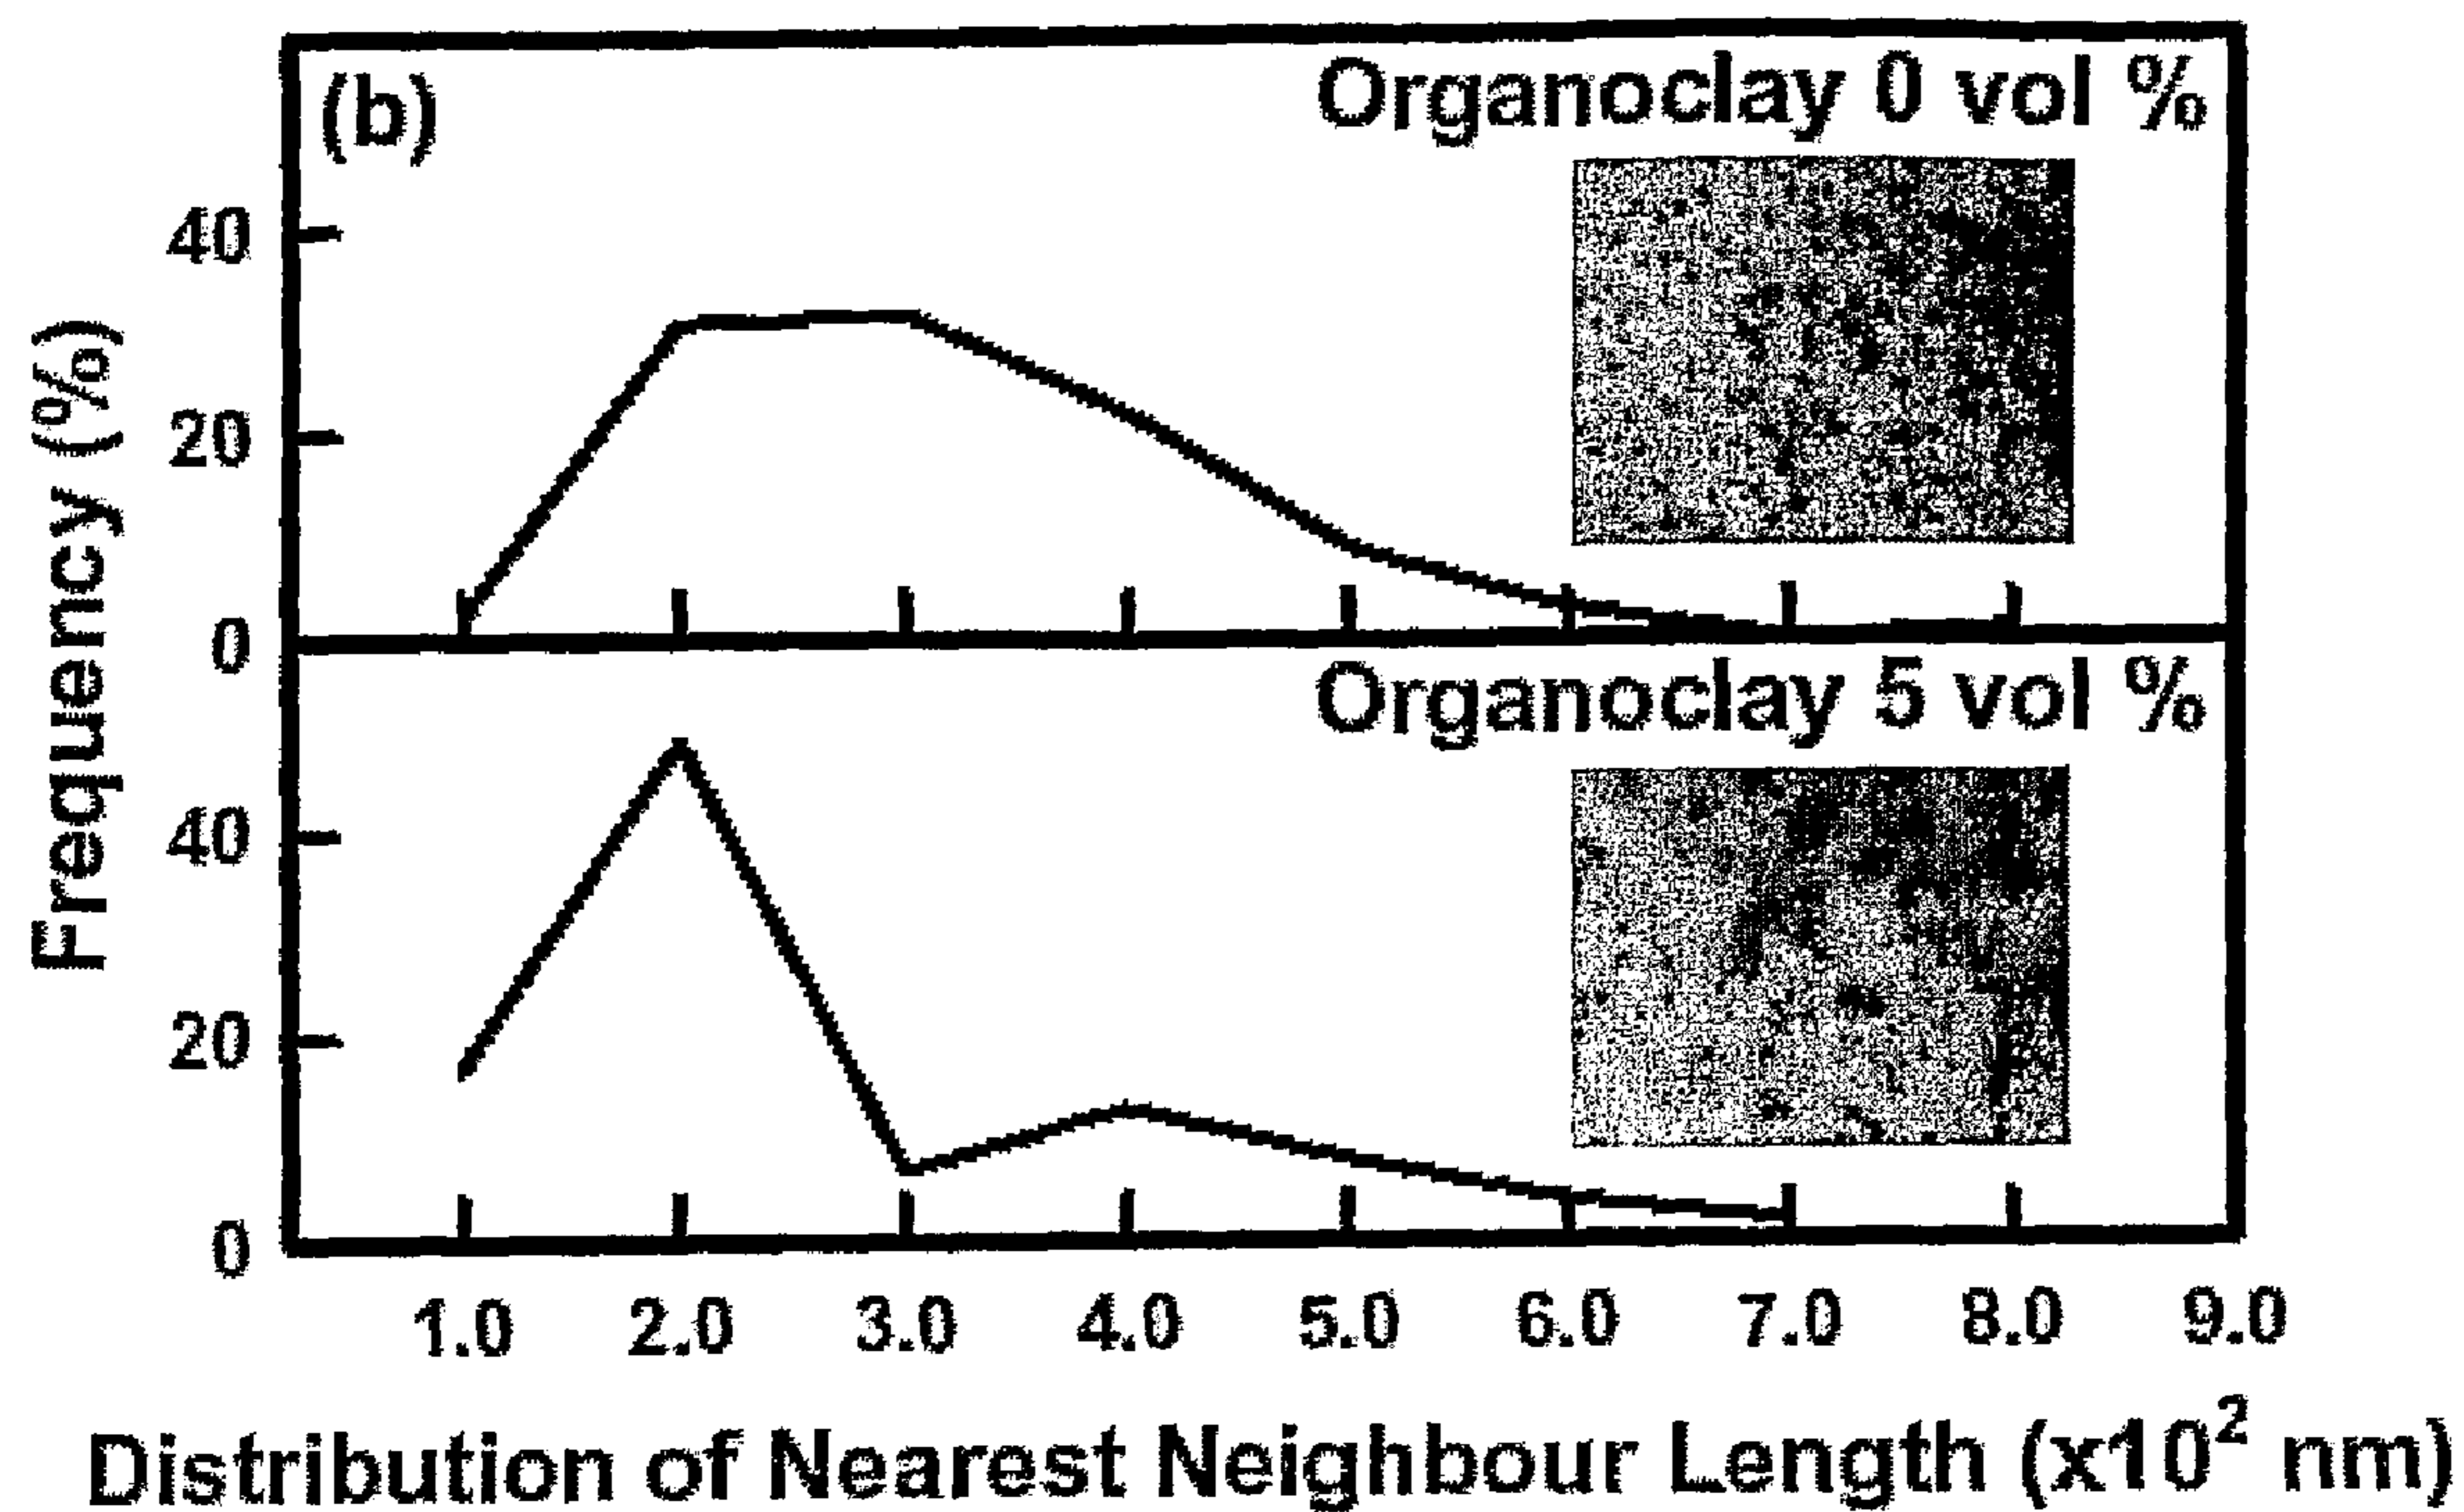 (b)
Organoclay 0 vol %
40
20
0
Organoclay 5 vol %
40
20
0
Frequency (%)
1.0 2.0 3.0 4.0 5.0 6.0 7.0 8.0 9.0
Distribution of Nearest Neighbour Length (x10² nm)